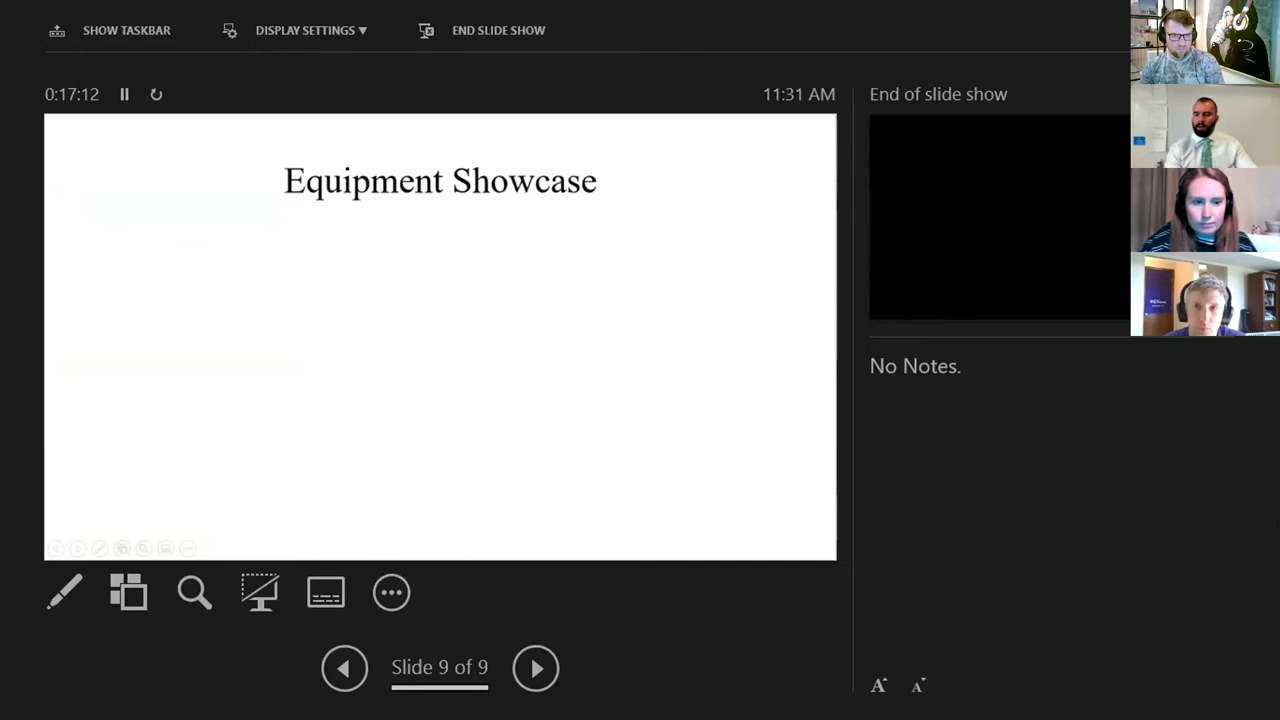 SHOW TASKBAR
DISPLAY SETTINGS ▼
END SLIDE SHOW
0:17:12
11:31 AM
End of slide show
Equipment Showcase
No Notes.
Slide 9 of 9
A A